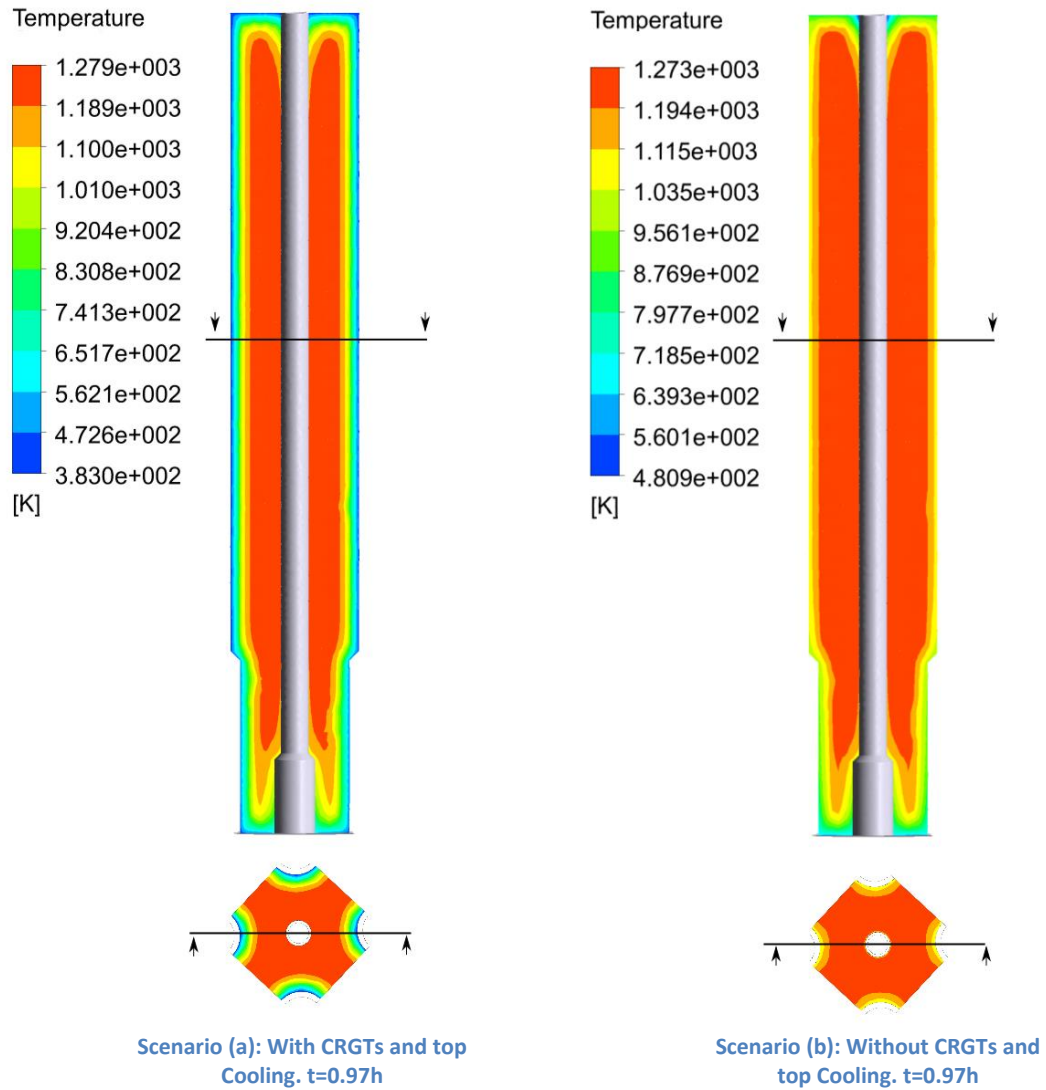 Temperature
1.279e+003
1.189e+003
1.100e+003
1.010e+003
9.204e+002
8.308e+002
7.413e+002
6.517e+002
5.621e+002
4.726e+002
3.830e+002
[K]
Temperature
1.273e+003
1.194e+003
1.115e+003
1.035e+003
9.561e+002
8.769e+002
7.977e+002
7.185e+002
6.393e+002
5.601e+002
4.809e+002
[K]
Scenario (a): With CRGTs and top
Cooling. t=0.97h
Scenario (b): Without CRGTs and
top Cooling. t=0.97h